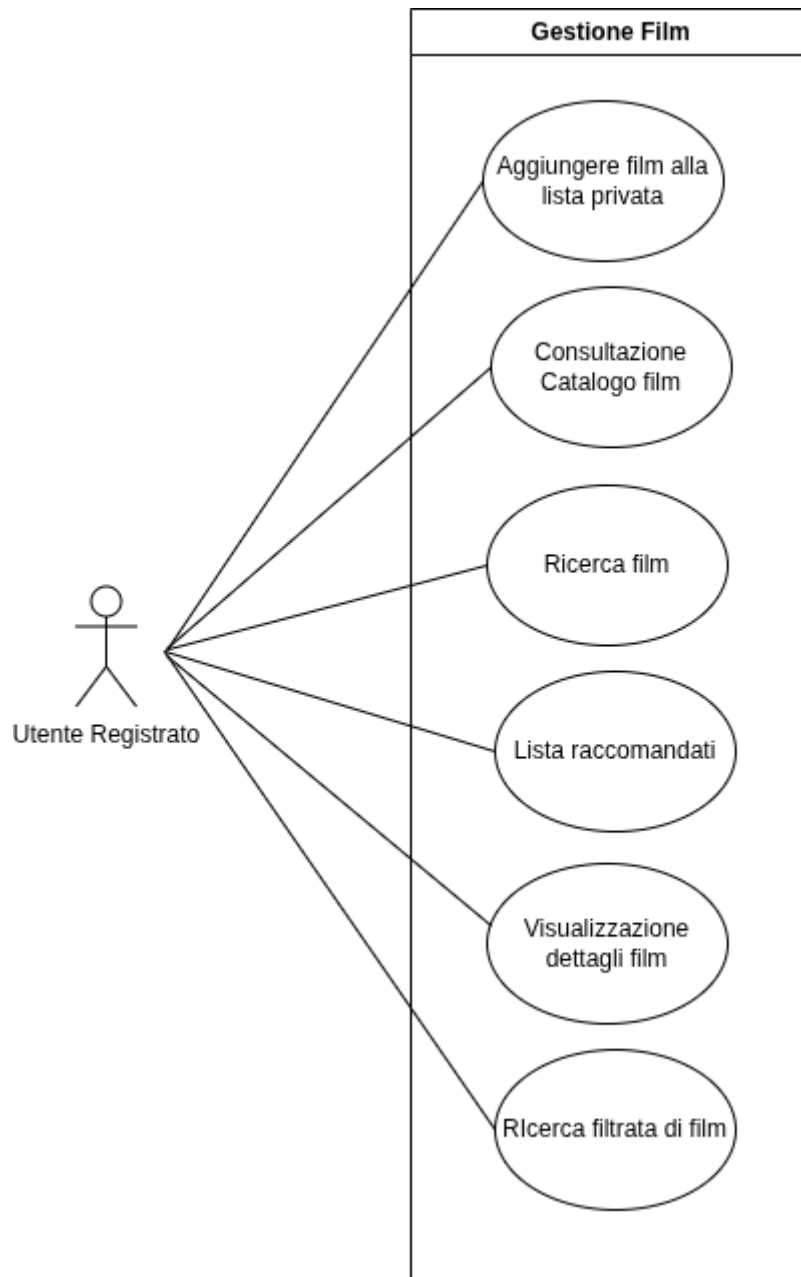 Gestione Film
Aggiungere film alla
lista privata
Consultazione
Catalogo film
Ricerca film
Utente Registrato
Lista raccomandati
Visualizzazione
dettagli film
RIcerca filtrata di film